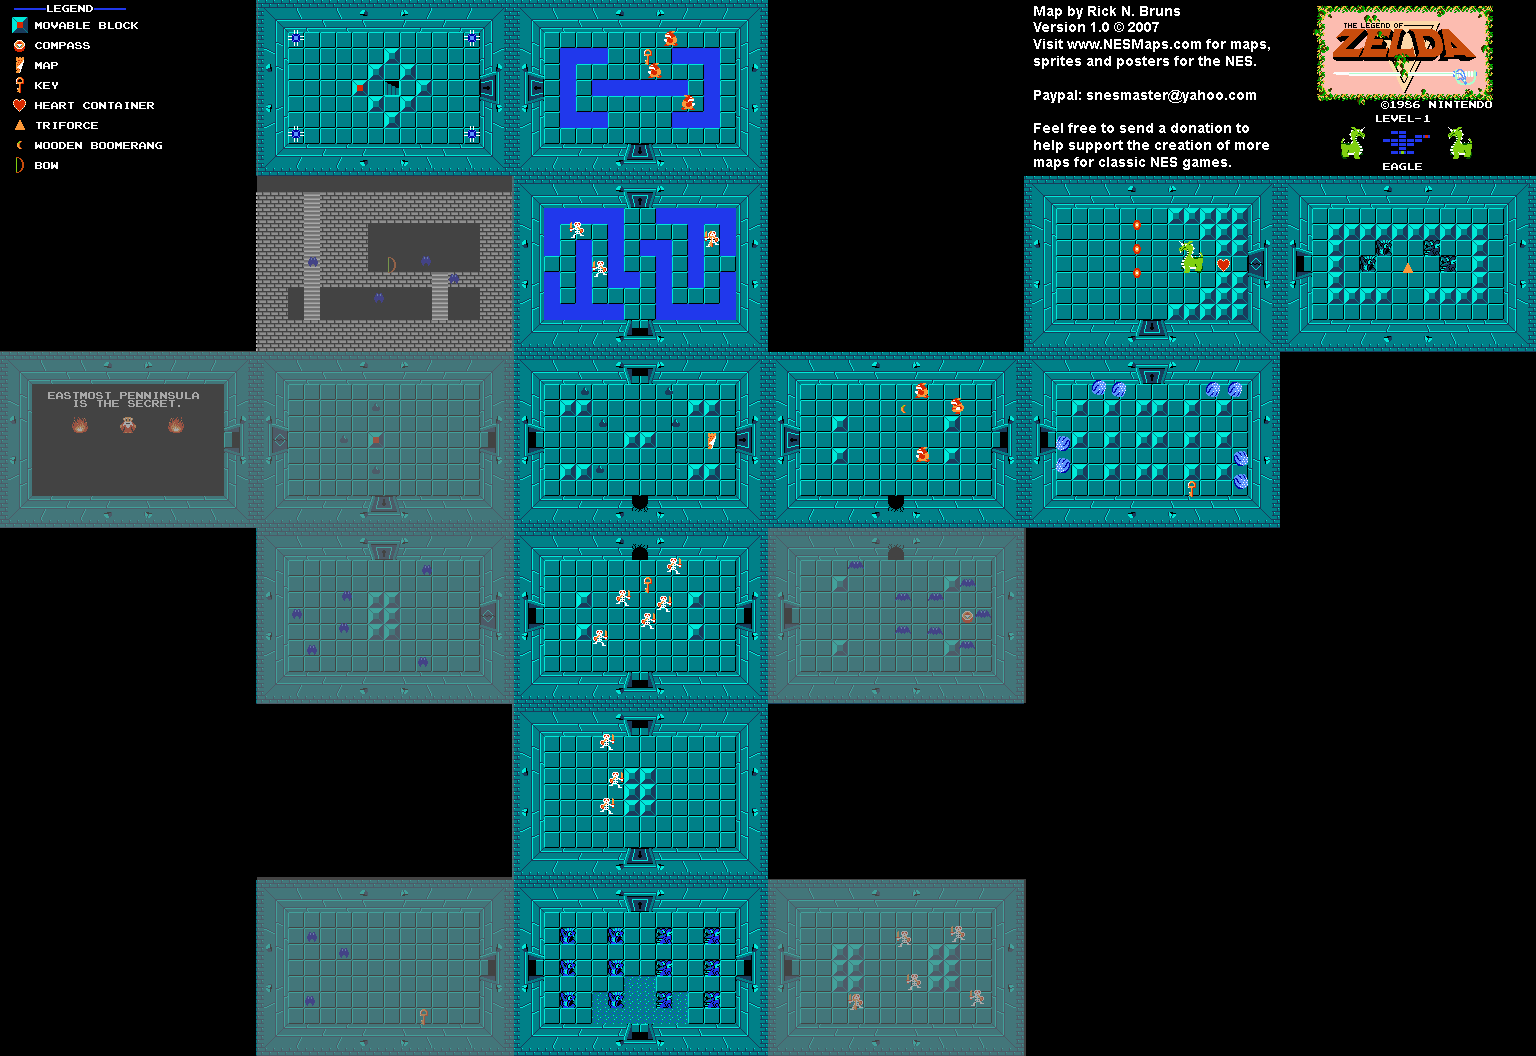 LEGEND
MOVABLE BLOCK
COMPASS
MAP
KEY
HEART CONTAINER
TRIFORCE
WOODEN BOOMERANG
BOW
Map by Rick N. Bruns
Version 1.0 © 2007
Visit www.NESMaps.com for maps,
sprites and posters for the NES.
Paypal: snesmaster@yahoo.com
Feel free to send a donation to
help support the creation of more
maps for classic NES games.
THE LEGEND OF
ZELDA
©1986 NINTENDO
LEVEL-1
EAGLE
EASTMOST PENNINSULA
IS THE SECRET.